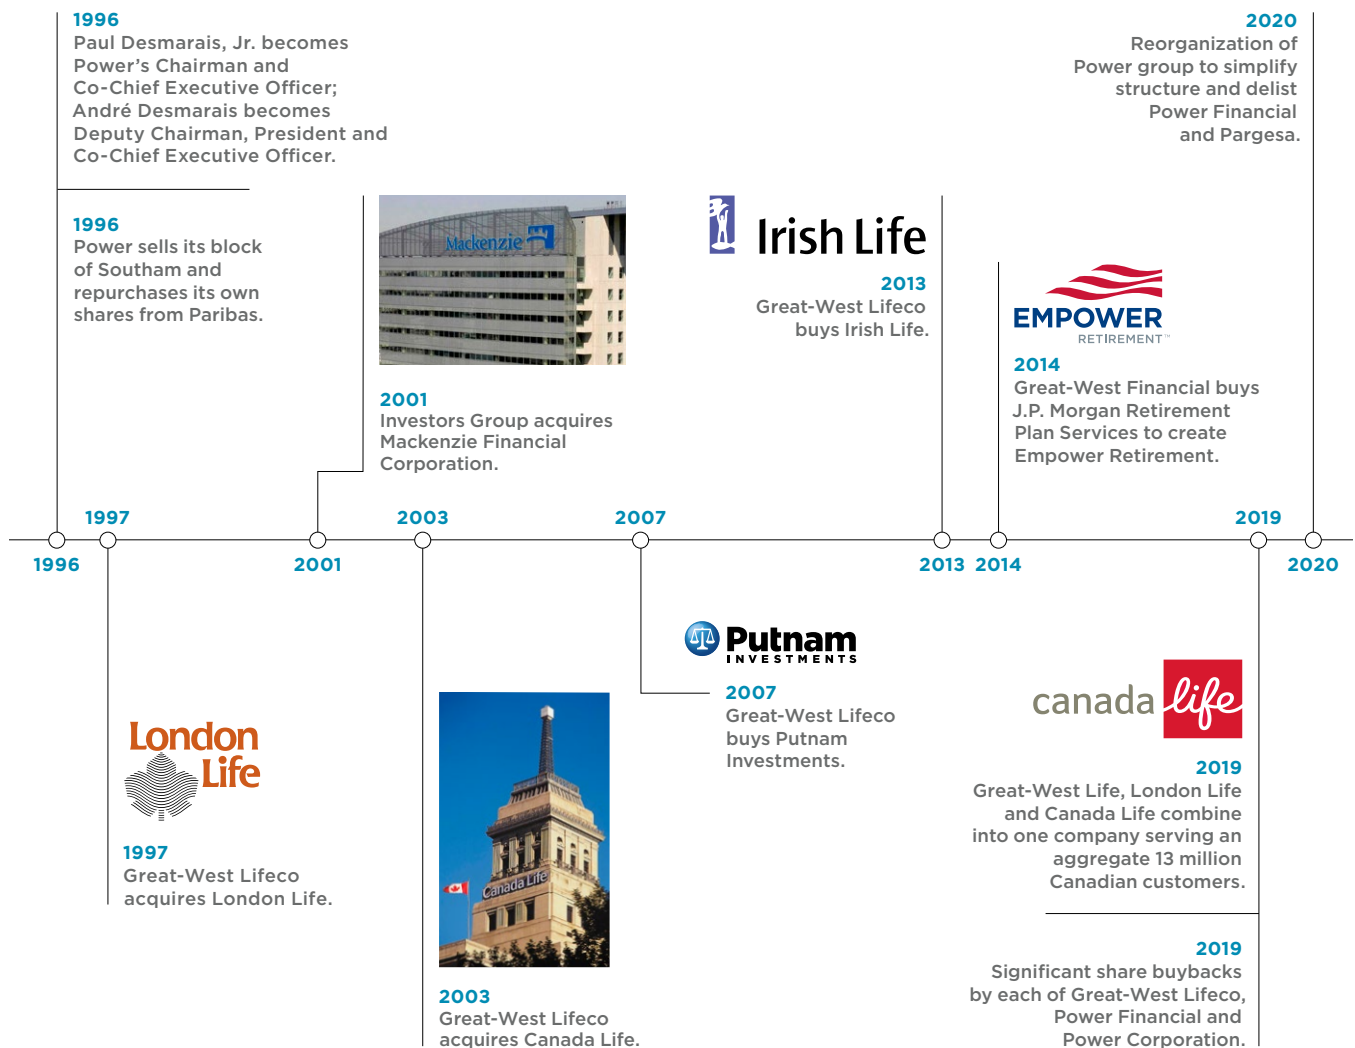 1996
Paul Desmarais, Jr. becomes
Power's Chairman and
Co-Chief Executive Officer;
André Desmarais becomes
Deputy Chairman, President and
Co-Chief Executive Officer.
1996
Power sells its block
of Southam and
repurchases its own
shares from Paribas.
Mackenzie
2001
Investors Group acquires
Mackenzie Financial
Corporation.
Irish Life
2013
Great-West Lifeco
buys Irish Life.
EMPOWER
RETIREMENT™
2014
Great-West Financial buys
J.P. Morgan Retirement
Plan Services to create
Empower Retirement.
2020
Reorganization of
Power group to simplify
structure and delist
Power Financial
and Pargesa.
1997
2003
2007
2019
1996
2001
2013
2014
2020
London
Life
1997
Great-West Lifeco
acquires London Life.
Canada Life
2003
Great-West Lifeco
acquires Canada Life.
Putnam
INVESTMENTS
2007
Great-West Lifeco
buys Putnam
Investments.
canada life
2019
Great-West Life, London Life
and Canada Life combine
into one company serving an
aggregate 13 million
Canadian customers.
2019
Significant share buybacks
by each of Great-West Lifeco,
Power Financial and
Power Corporation.